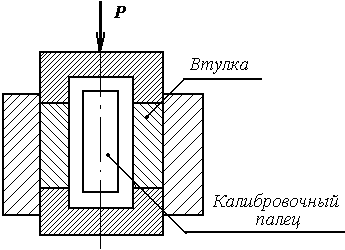 P
Втулка
Калибровочный
палец